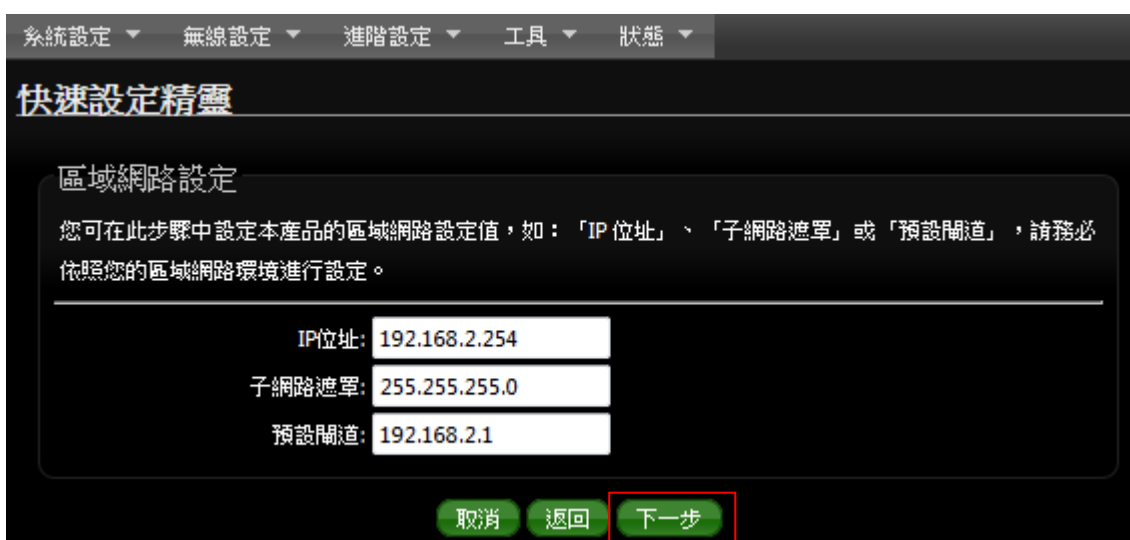 系統設定 無線設定 進階設定 工具 狀態
快速設定精靈
區域網路設定
您可在此步驟中設定本產品的區域網路設定值，如：「IP 位址」、「子網路遮罩」或「預設閘道」，請務必
依照您的區域網路環境進行設定。
IP位址: 192.168.2.254
子網路遮罩: 255.255.255.0
預設閘道: 192.168.2.1
取消 返回 下一步